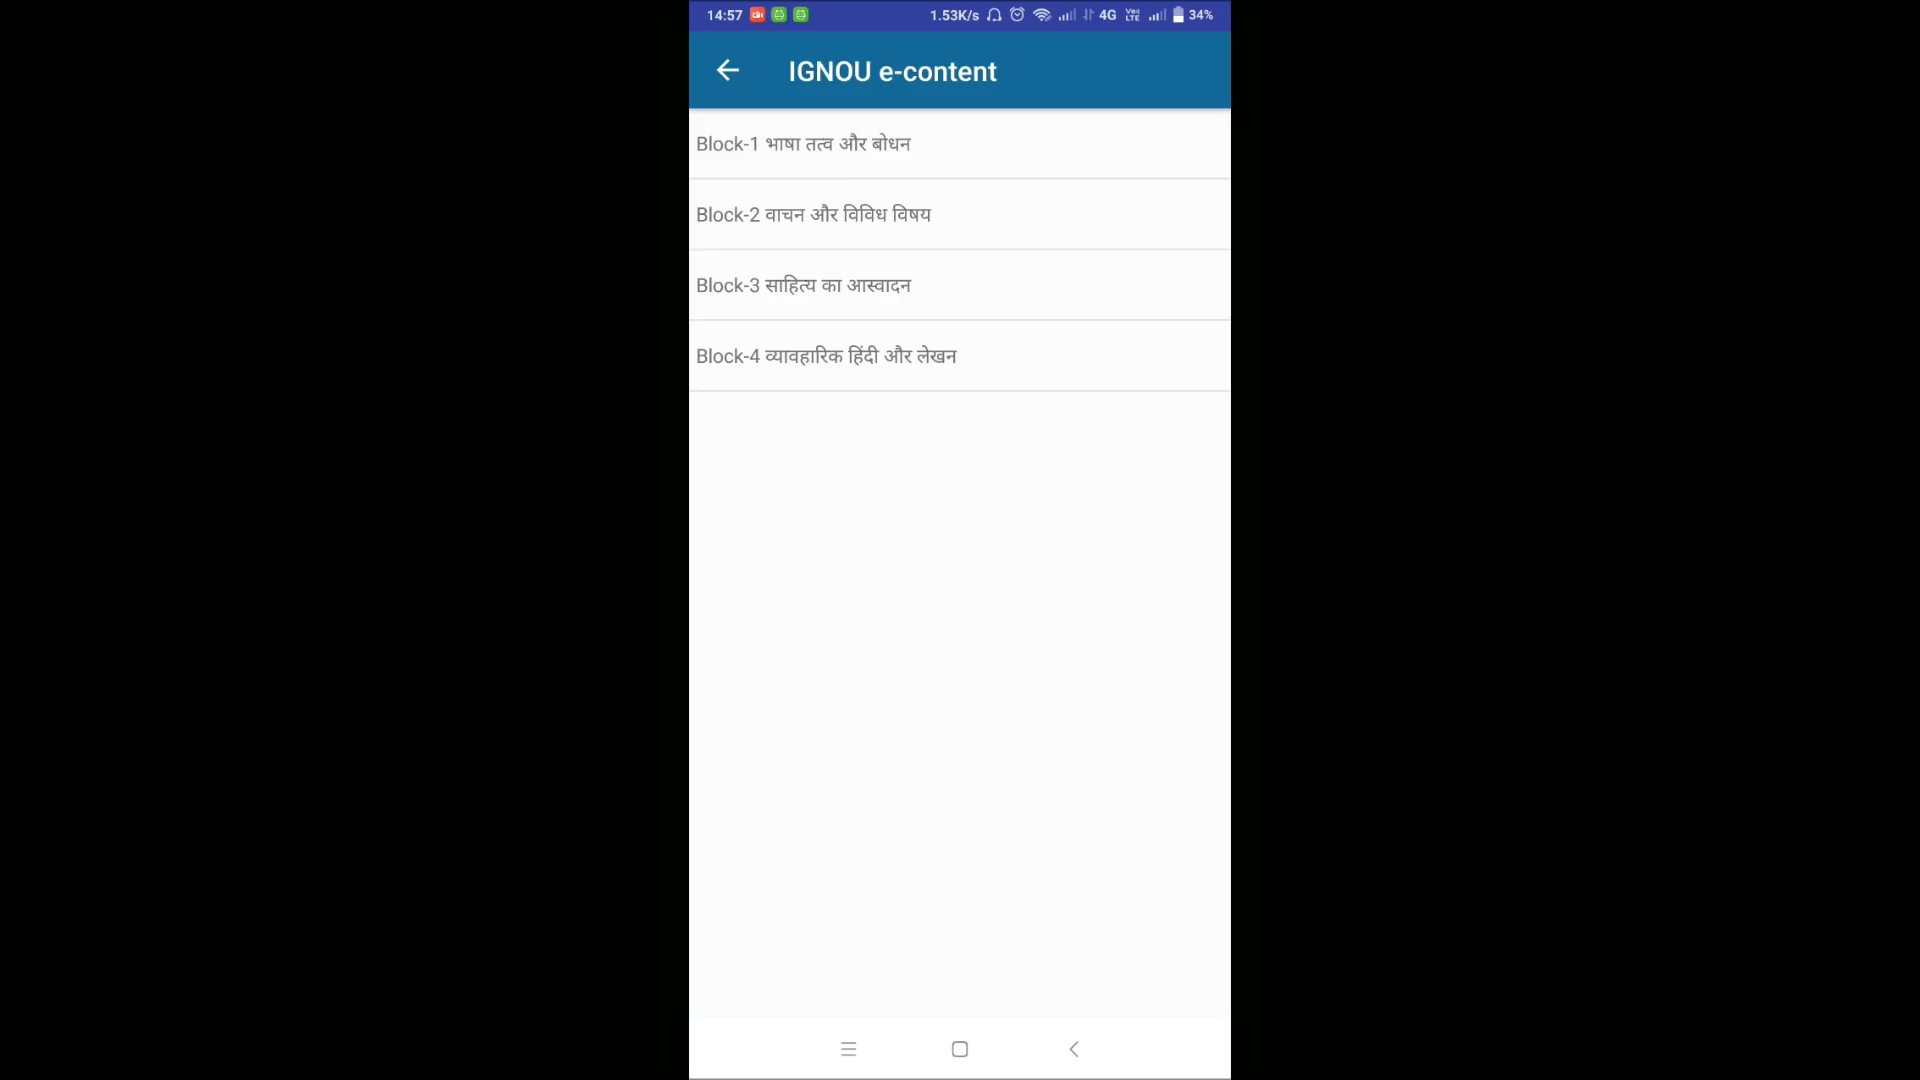 14:57 1.53K/s 4G VoLTE 34%
IGNOU e-content
Block-1 भाषा तत्व और बोधन
Block-2 वाचन और विविध विषय
Block-3 साहित्य का आस्वादन
Block-4 व्यावहारिक हिंदी और लेखन